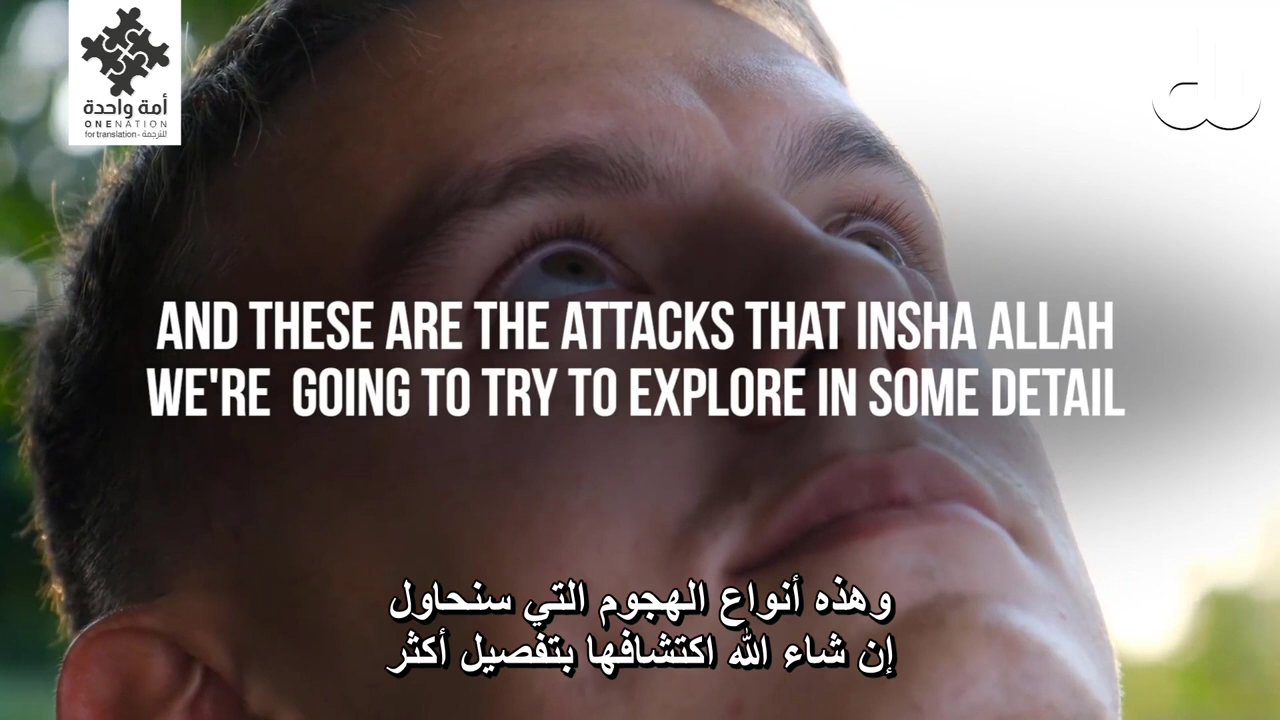 أمة واحدة
ONENATION
for translation - للترجمة
AND THESE ARE THE ATTACKS THAT INSHA ALLAH
WE'RE  GOING TO TRY TO EXPLORE IN SOME DETAIL
وهذه أنواع الهجوم التي سنحاول
إن شاء الله اكتشافها بتفصيل أكثر